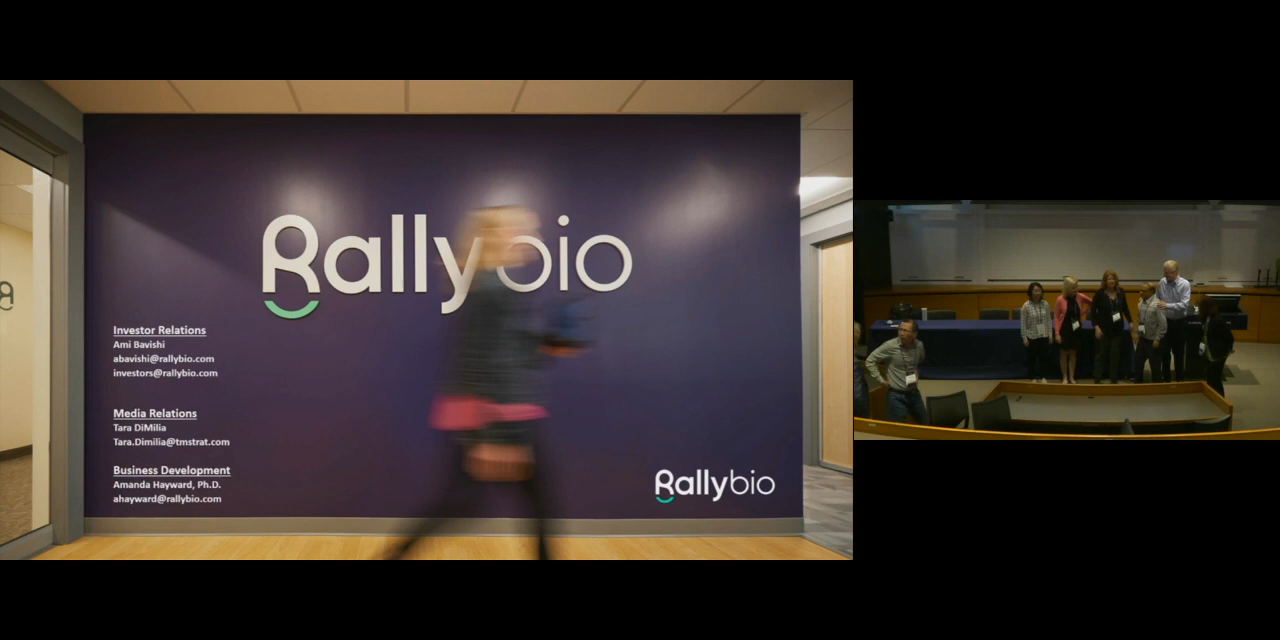 Rallybio
Investor Relations
Ami Bavishi
abavishi@rallybio.com
investors@rallybio.com
Media Relations
Tara DiMilia
Tara.Dimilia@tmstrat.com
Business Development
Amanda Hayward, Ph.D.
ahayward@rallybio.com
Rallybio